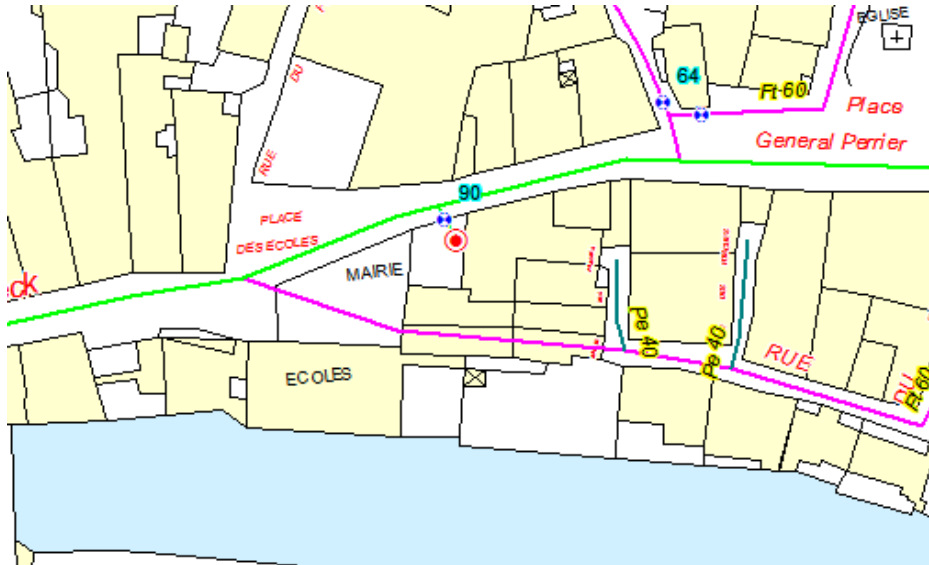 EGLISE
64
Ft-60
Place
General Perrier
DU
RUE
90
PLACE
DES ECOLES
MAIRIE
ck
Pe 40
Pe 40
RUE
DU
Ft-60
ECOLES